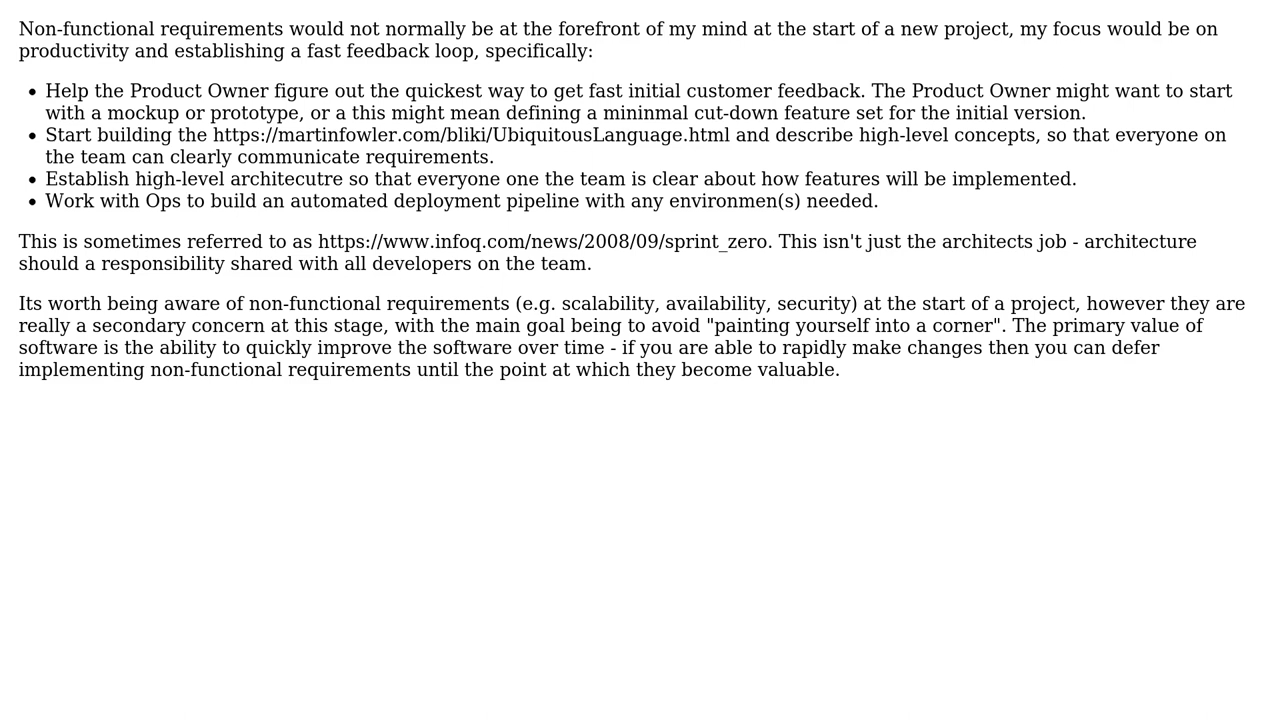 Non-functional requirements would not normally be at the forefront of my mind at the start of a new project, my focus would be on
productivity and establishing a fast feedback loop, specifically:
• Help the Product Owner figure out the quickest way to get fast initial customer feedback. The Product Owner might want to start
with a mockup or prototype, or a this might mean defining a mininmal cut-down feature set for the initial version.
• Start building the https://martinfowler.com/bliki/UbiquitousLanguage.html and describe high-level concepts, so that everyone on
the team can clearly communicate requirements.
• Establish high-level architecutre so that everyone one the team is clear about how features will be implemented.
• Work with Ops to build an automated deployment pipeline with any environmen(s) needed.
This is sometimes referred to as https://www.infoq.com/news/2008/09/sprint_zero. This isn't just the architects job - architecture
should a responsibility shared with all developers on the team.
Its worth being aware of non-functional requirements (e.g. scalability, availability, security) at the start of a project, however they are
really a secondary concern at this stage, with the main goal being to avoid "painting yourself into a corner". The primary value of
software is the ability to quickly improve the software over time - if you are able to rapidly make changes then you can defer
implementing non-functional requirements until the point at which they become valuable.